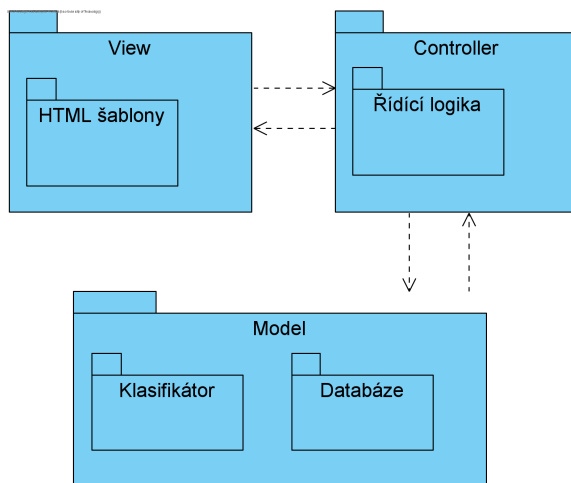 View
Controller
HTML šablony
Řídící logika
Model
Klasifikátor
Databáze